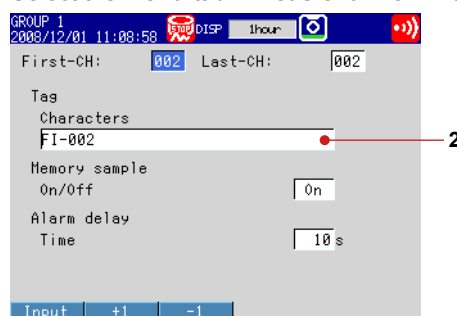 GROUP 1
2008/12/01 11:08:58 STOP DISP 1hour
First-CH: 002 Last-CH: 002
Tag
Characters
FI-002
2
Memory sample
On/Off On
Alarm delay
Time 10 s
Input +1 -1